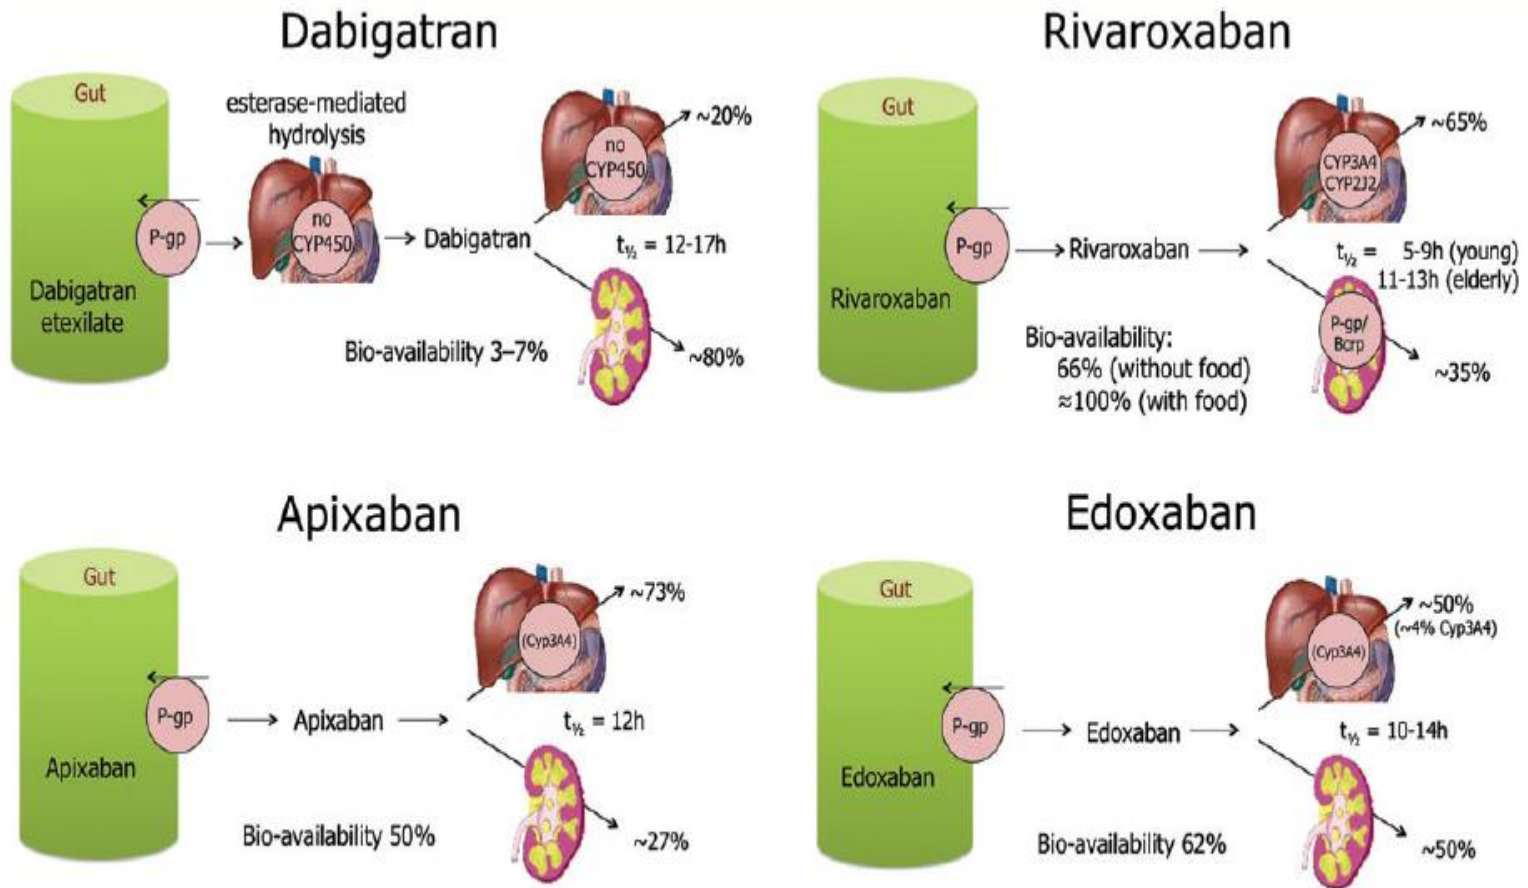 Dabigatran
Gut
esterase-mediated
hydrolysis
P-gp
no
CYP450
Dabigatran
no
CYP450
~20%
t½ = 12-17h
Dabigatran
etexilate
Bio-availability 3–7%
~80%
Rivaroxaban
Gut
P-gp
Rivaroxaban
CYP3A4
CYP2J2
~65%
t½ = 5-9h (young)
11-13h (elderly)
Rivaroxaban
Bio-availability:
66% (without food)
≈100% (with food)
P-gp/
Bcrp
~35%
Apixaban
Gut
P-gp
Apixaban
(Cyp3A4)
~73%
t½ = 12h
Apixaban
Bio-availability 50%
~27%
Edoxaban
Gut
P-gp
Edoxaban
(Cyp3A4)
~50%
(~4% Cyp3A4)
t½ = 10-14h
Edoxaban
Bio-availability 62%
~50%